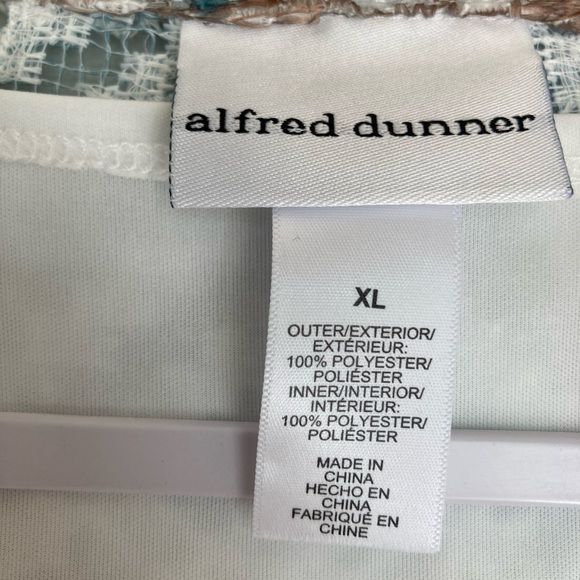 alfred dunner
XL
OUTER/EXTERIOR/
EXTÉRIEUR:
100% POLYESTER/
POLIÉSTER
INNER/INTERIOR/
INTÉRIEUR:
100% POLYESTER/
POLIÉSTER
MADE IN
CHINA
HECHO EN
CHINA
FABRIQUÉ EN
CHINE